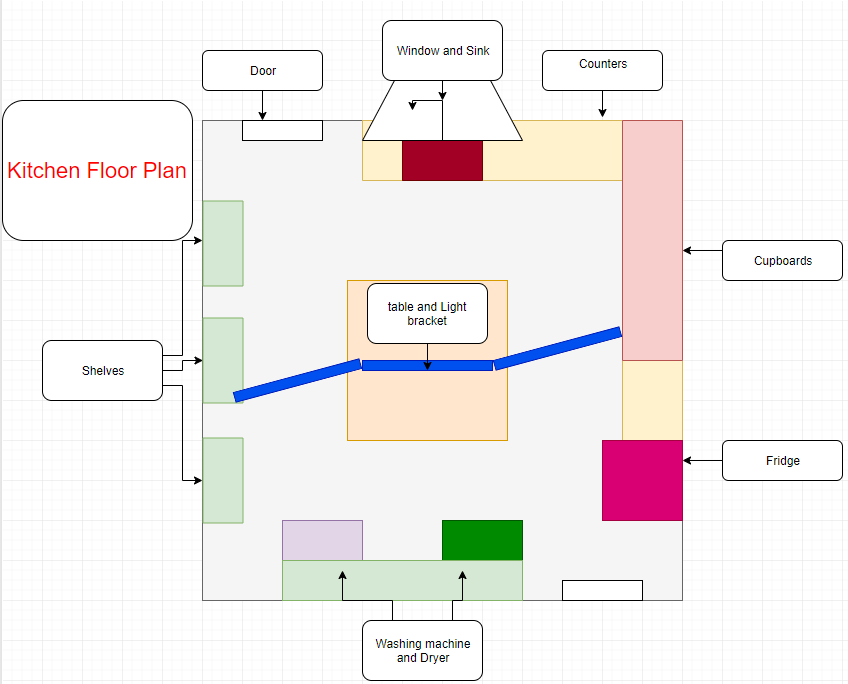 Window and Sink
Door
Counters
Kitchen Floor Plan
Cupboards
table and Light
bracket
Shelves
Fridge
Washing machine
and Dryer